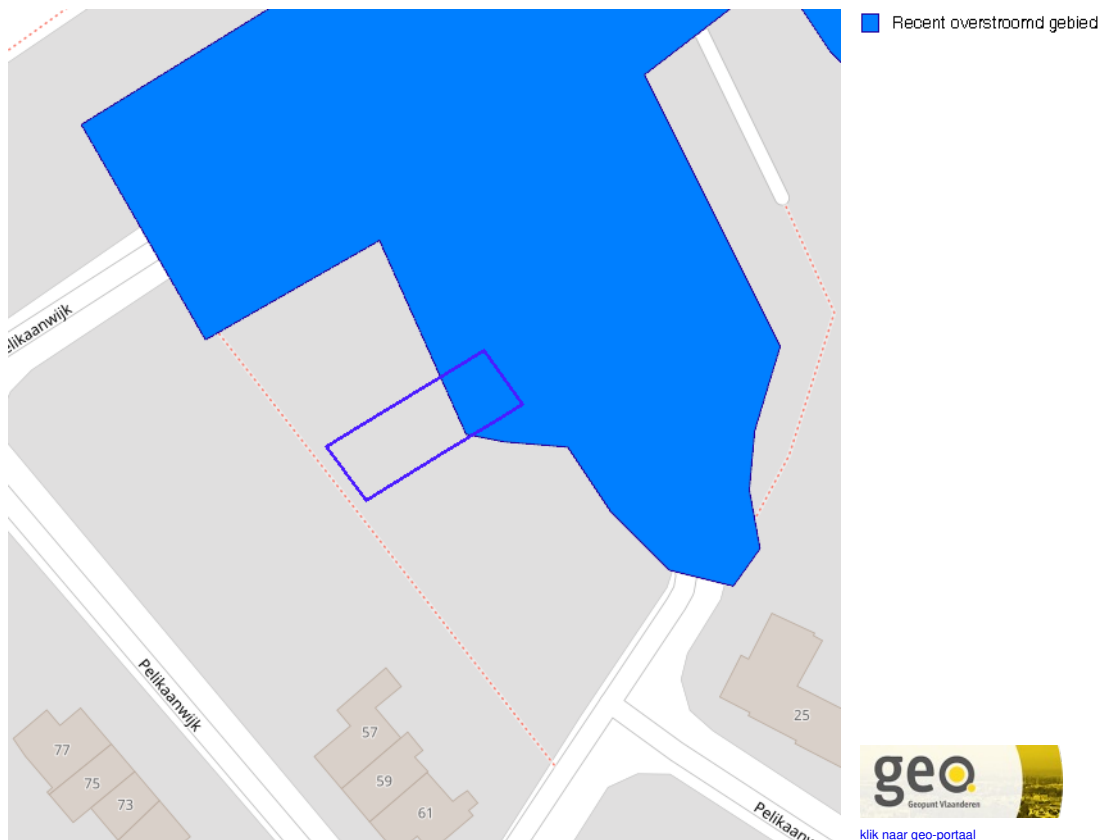 Recent overstroomd gebied
elikaanwijk
Pelikaanwijk
77
75
73
57
59
61
25
Pelikaanw
geo
Geopunt Vlaanderen
klik naar geo-portaal